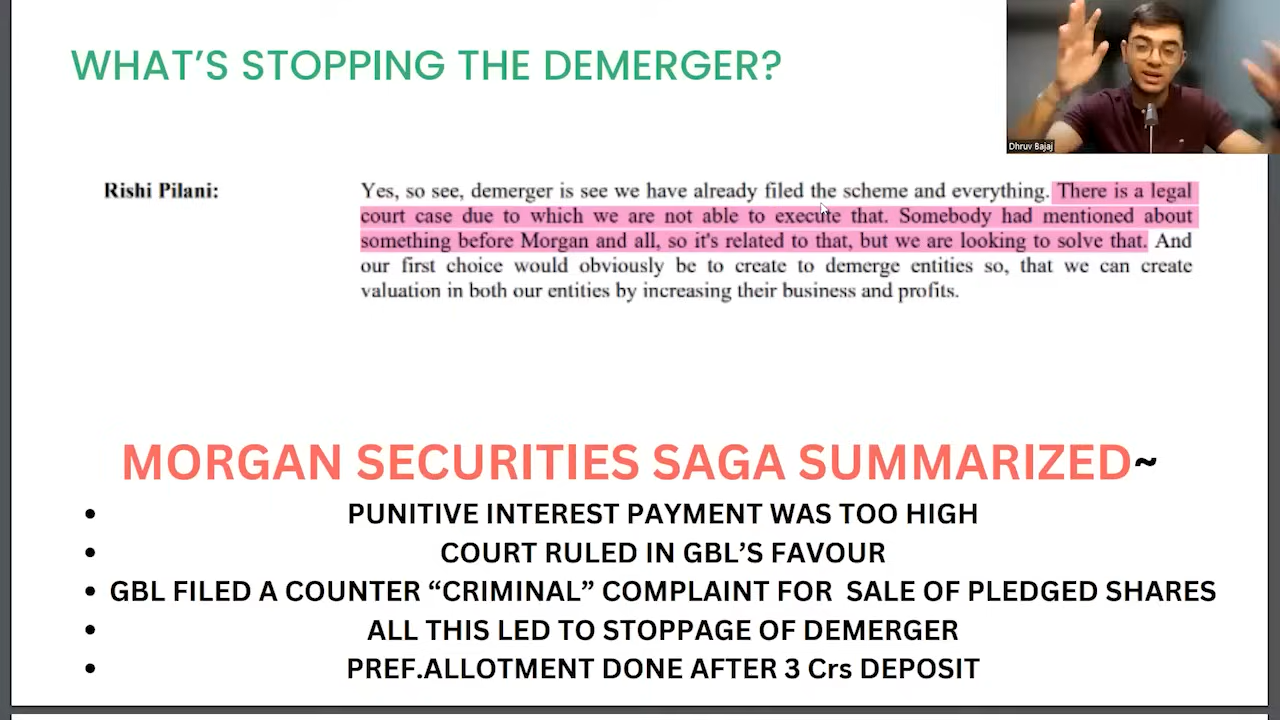 WHAT'S STOPPING THE DEMERGER?
Dhruv Bajaj
Rishi Pilani: Yes, so see, demerger is see we have already filed the scheme and everything. There is a legal
court case due to which we are not able to execute that. Somebody had mentioned about
something before Morgan and all, so it's related to that, but we are looking to solve that. And
our first choice would obviously be to create to demerge entities so, that we can create
valuation in both our entities by increasing their business and profits.
MORGAN SECURITIES SAGA SUMMARIZED~
• PUNITIVE INTEREST PAYMENT WAS TOO HIGH
• COURT RULED IN GBL'S FAVOUR
• GBL FILED A COUNTER “CRIMINAL” COMPLAINT FOR SALE OF PLEDGED SHARES
• ALL THIS LED TO STOPPAGE OF DEMERGER
• PREF.ALLOTMENT DONE AFTER 3 Crs DEPOSIT